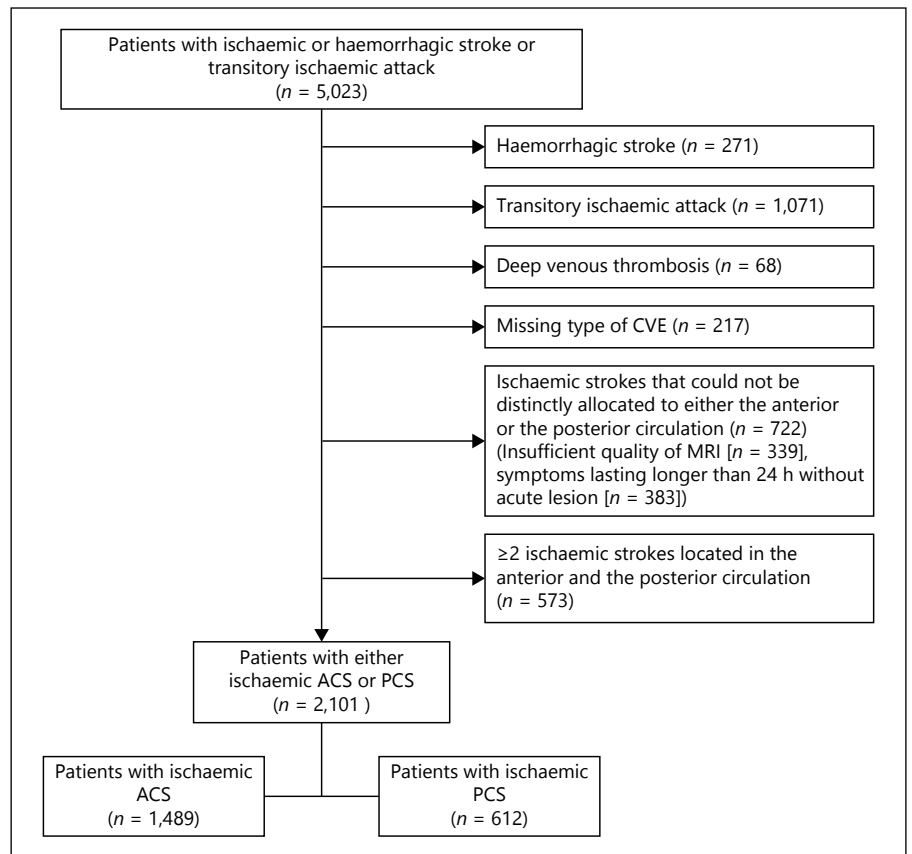 Patients with ischaemic or haemorrhagic stroke or
transitory ischaemic attack
(n = 5,023)
Haemorrhagic stroke (n = 271)
Transitory ischaemic attack (n = 1,071)
Deep venous thrombosis (n = 68)
Missing type of CVE (n = 217)
Ischaemic strokes that could not be
distinctly allocated to either the anterior
or the posterior circulation (n = 722)
(Insufficient quality of MRI [n = 339],
symptoms lasting longer than 24 h without
acute lesion [n = 383])
≥2 ischaemic strokes located in the
anterior and the posterior circulation
(n = 573)
Patients with either
ischaemic ACS or PCS
(n = 2,101 )
Patients with ischaemic
ACS
(n = 1,489)
Patients with ischaemic
PCS
(n = 612)